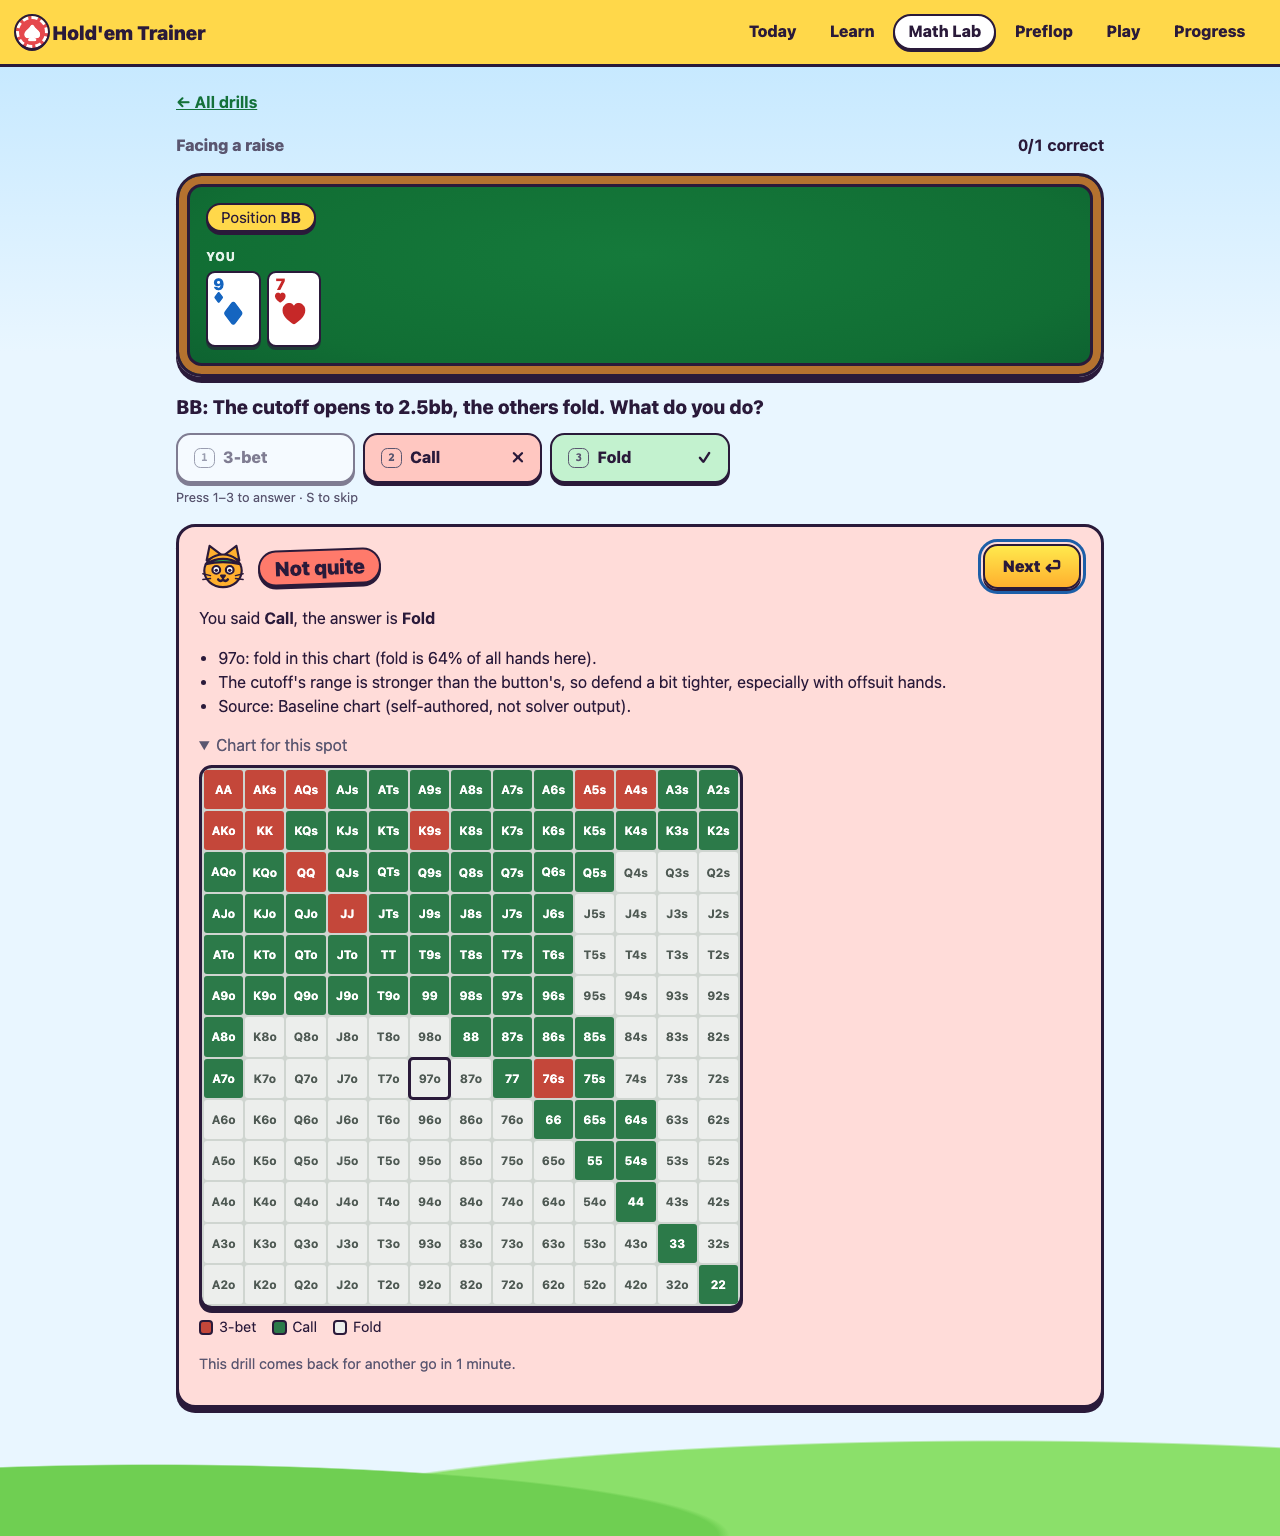 Hold'em Trainer
Today Learn Math Lab Preflop Play Progress
← All drills
Facing a raise 0/1 correct
Position BB
YOU
9 7
BB: The cutoff opens to 2.5bb, the others fold. What do you do?
1 3-bet 2 Call ✕ 3 Fold ✓
Press 1–3 to answer · S to skip
Not quite
Next ↵
You said Call, the answer is Fold
• 97o: fold in this chart (fold is 64% of all hands here).
• The cutoff's range is stronger than the button's, so defend a bit tighter, especially with offsuit hands.
• Source: Baseline chart (self-authored, not solver output).
▼ Chart for this spot
AA AKs AQs AJs ATs A9s A8s A7s A6s A5s A4s A3s A2s
AKo KK KQs KJs KTs K9s K8s K7s K6s K5s K4s K3s K2s
AQo KQo QQ QJs QTs Q9s Q8s Q7s Q6s Q5s Q4s Q3s Q2s
AJo KJo QJo JJ JTs J9s J8s J7s J6s J5s J4s J3s J2s
ATo KTo QTo JTo TT T9s T8s T7s T6s T5s T4s T3s T2s
A9o K9o Q9o J9o T9o 99 98s 97s 96s 95s 94s 93s 92s
A8o K8o Q8o J8o T8o 98o 88 87s 86s 85s 84s 83s 82s
A7o K7o Q7o J7o T7o 97o 87o 77 76s 75s 74s 73s 72s
A6o K6o Q6o J6o T6o 96o 86o 76o 66 65s 64s 63s 62s
A5o K5o Q5o J5o T5o 95o 85o 75o 65o 55 54s 53s 52s
A4o K4o Q4o J4o T4o 94o 84o 74o 64o 54o 44 43s 42s
A3o K3o Q3o J3o T3o 93o 83o 73o 63o 53o 43o 33 32s
A2o K2o Q2o J2o T2o 92o 82o 72o 62o 52o 42o 32o 22
3-bet Call Fold
This drill comes back for another go in 1 minute.